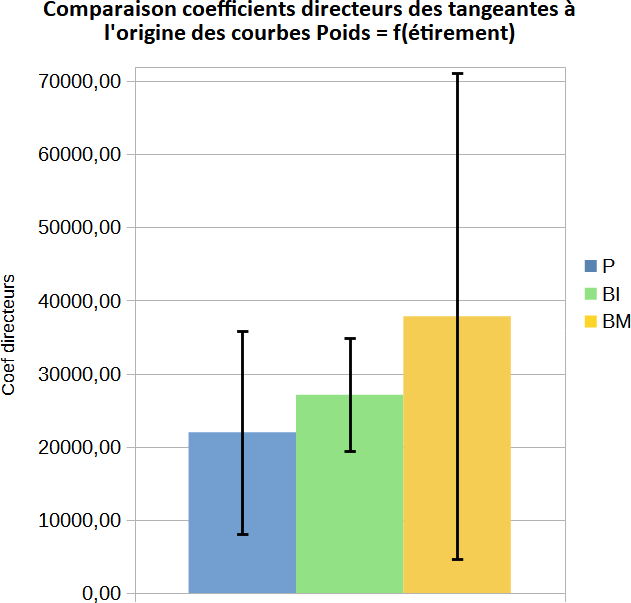 Comparaison coefficients directeurs des tangeantes à
l'origine des courbes Poids = f(étirement)
70000,00
60000,00
50000,00
40000,00
30000,00
20000,00
10000,00
0,00
Coef directeurs
P
BI
BM